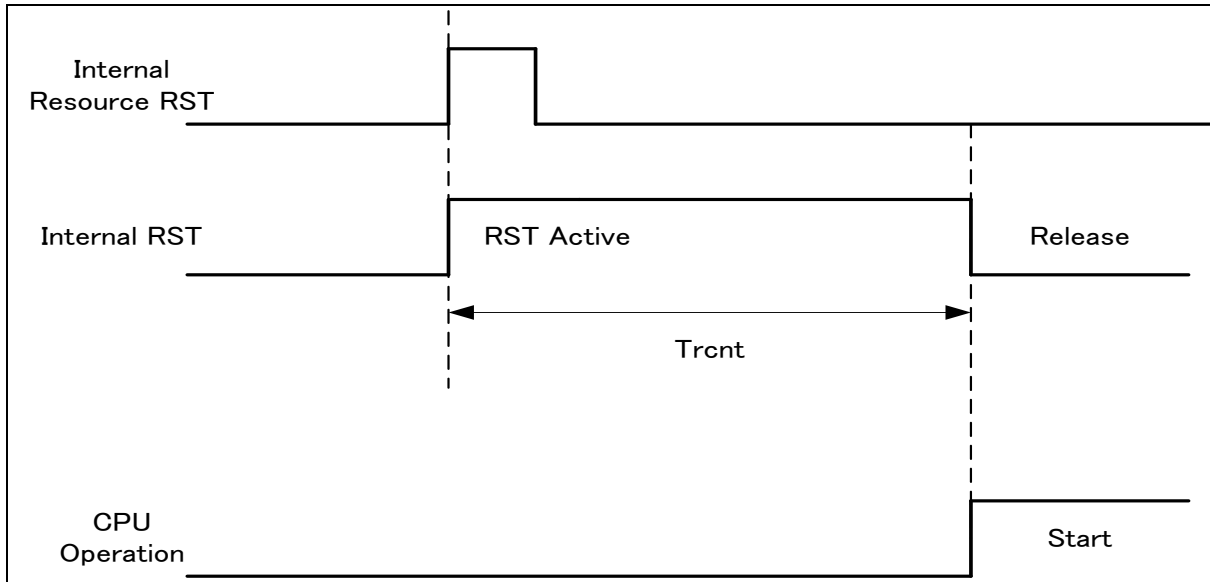 Internal
Resource RST
Internal RST
RST Active
Release
Trcnt
CPU
Operation
Start